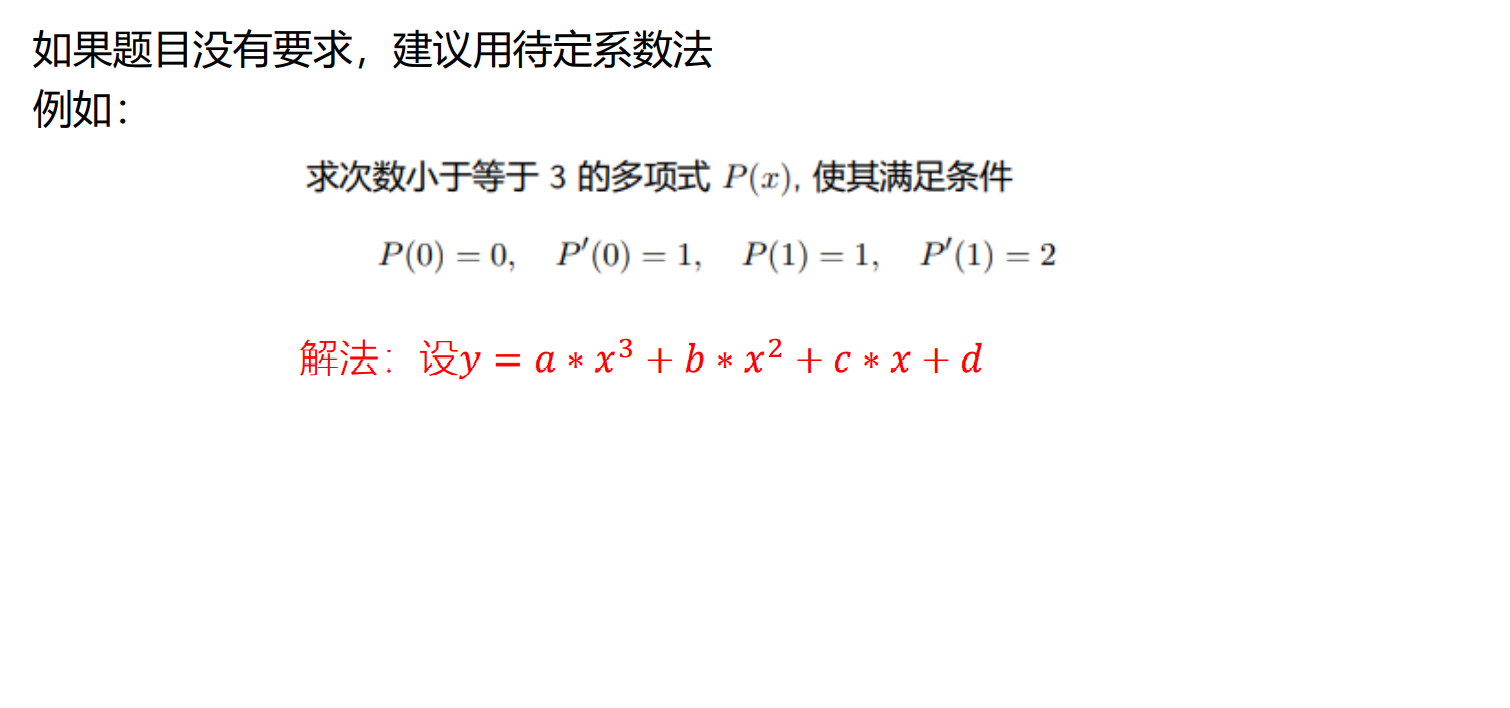 如果题目没有要求，建议用待定系数法
例如：
求次数小于等于 3 的多项式 P(x), 使其满足条件
P(0) = 0, P′(0) = 1, P(1) = 1, P′(1) = 2
解法：设y = a ∗ x³ + b ∗ x² + c ∗ x + d